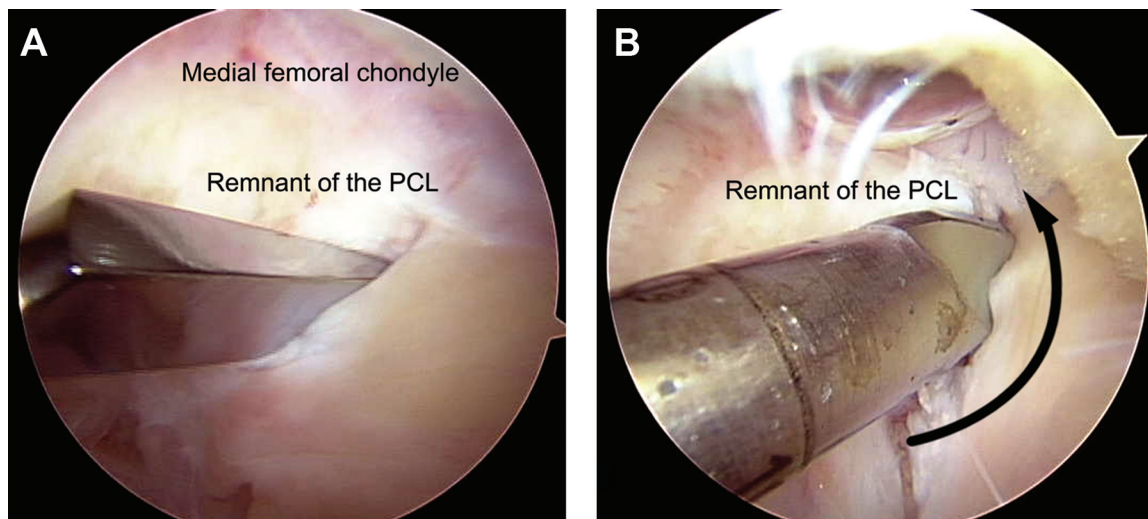 A
Medial femoral chondyle
Remnant of the PCL
B
Remnant of the PCL